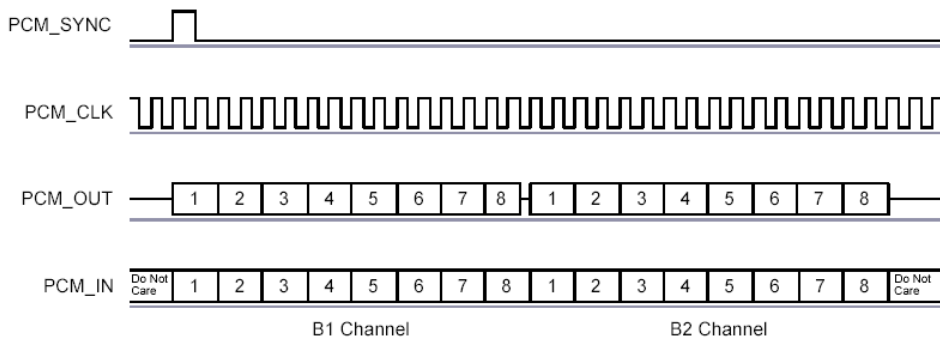 PCM_SYNC
PCM_CLK
PCM_OUT 1 2 3 4 5 6 7 8 1 2 3 4 5 6 7 8
PCM_IN Do Not Care 1 2 3 4 5 6 7 8 1 2 3 4 5 6 7 8 Do Not Care
B1 Channel B2 Channel